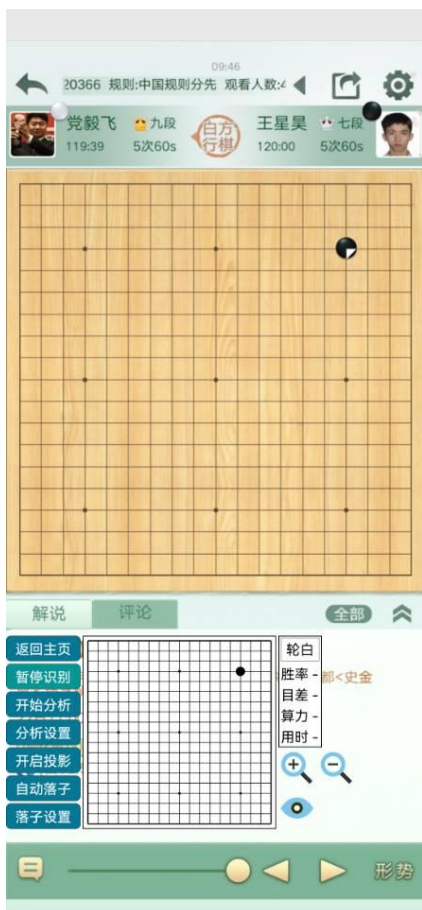 09:46
20366 规则:中国规则分先 观看人数:4
党毅飞 九段 白方行棋 王星昊 七段
119:39 5次60s 120:00 5次60s
解说 评论 全部
返回主页 轮白
暂停识别 胜率 - 都<史金
开始分析 目差 -
分析设置 算力 -
开启投影 用时 -
自动落子
落子设置
形势